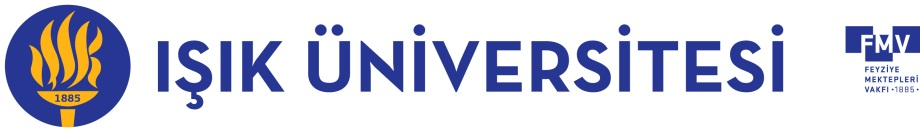 1885
IŞIK ÜNİVERSİTESİ
FMV
FEYZİYE
MEKTEPLERİ
VAKFI •1885•